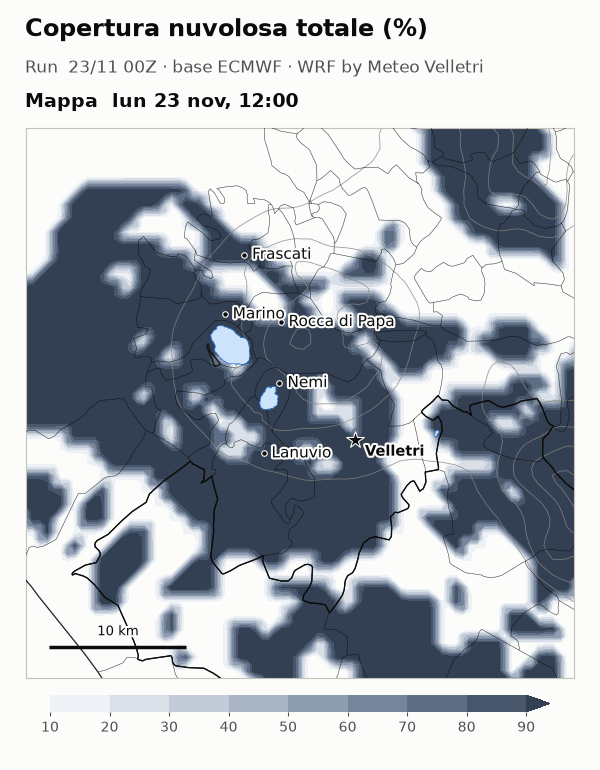 Copertura nuvolosa totale (%)
Run  23/11 00Z · base ECMWF · WRF by Meteo Velletri
Mappa  lun 23 nov, 12:00
Frascati
Marino
Rocca di Papa
Nemi
Velletri
Lanuvio
10 km
10 20 30 40 50 60 70 80 90